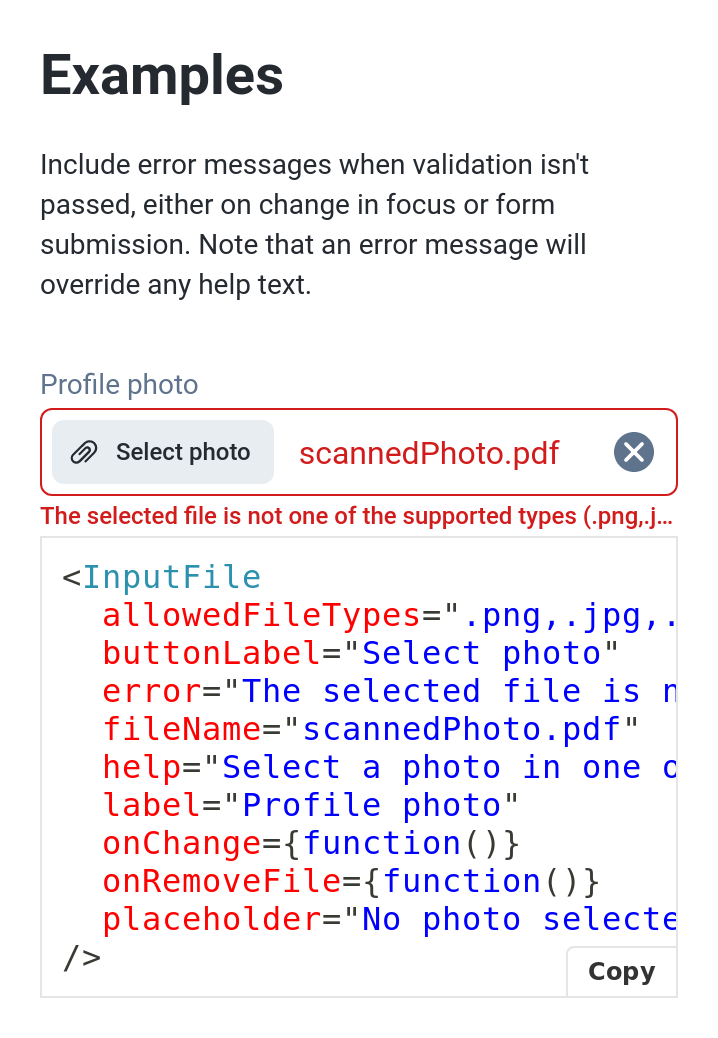 Examples
Include error messages when validation isn't
passed, either on change in focus or form
submission. Note that an error message will
override any help text.
Profile photo
Select photo scannedPhoto.pdf
The selected file is not one of the supported types (.png,.j...
<InputFile
  allowedFileTypes=".png,.jpg,.
  buttonLabel="Select photo"
  error="The selected file is n
  fileName="scannedPhoto.pdf"
  help="Select a photo in one o
  label="Profile photo"
  onChange={function()}
  onRemoveFile={function()}
  placeholder="No photo selecte
/>
Copy